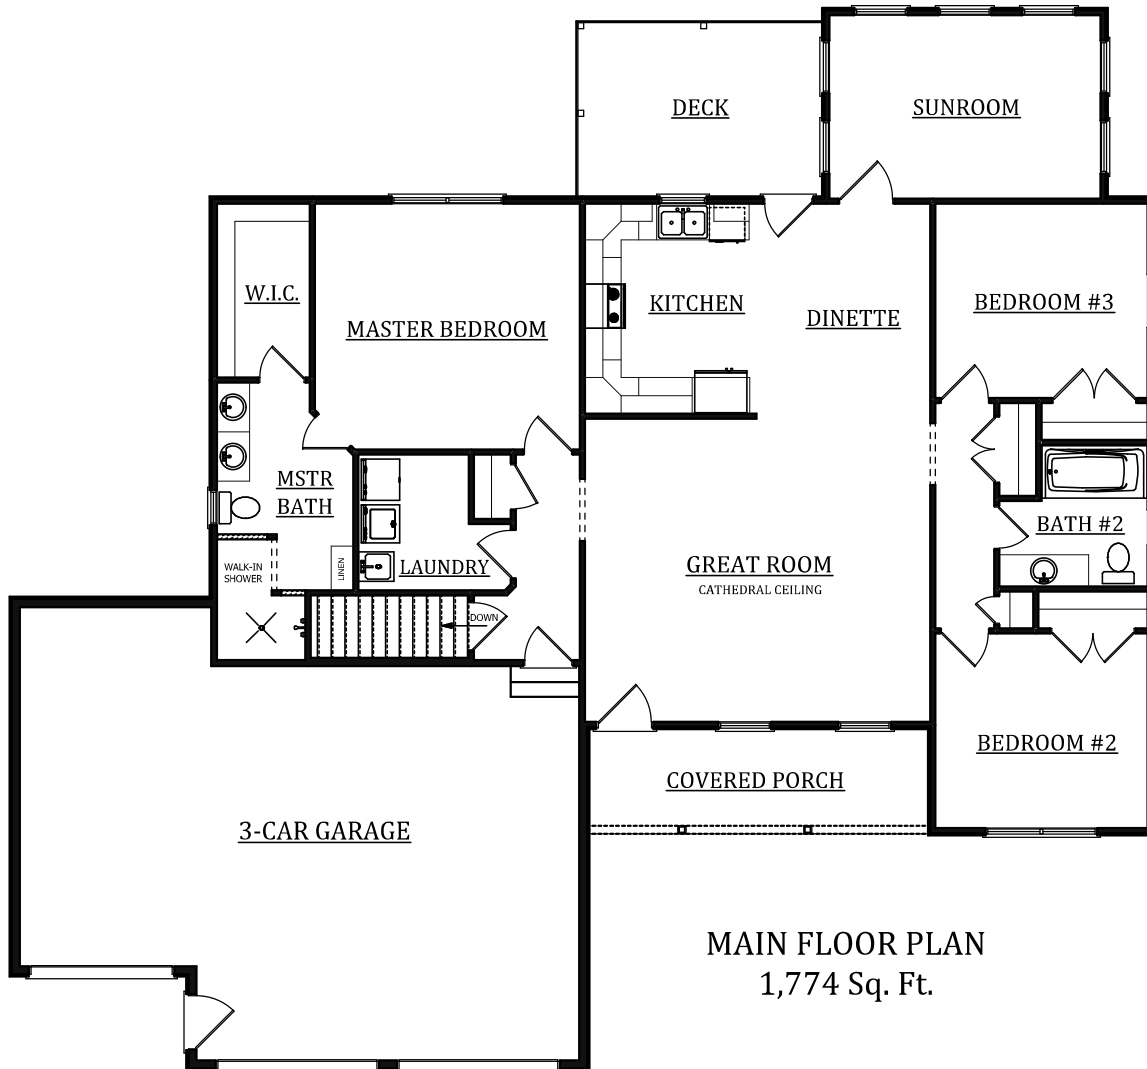 DECK
SUNROOM
W.I.C.
MASTER BEDROOM
KITCHEN
DINETTE
BEDROOM #3
MSTR
BATH
WALK-IN
SHOWER
LINEN
LAUNDRY
DOWN
GREAT ROOM
CATHEDRAL CEILING
BATH #2
BEDROOM #2
COVERED PORCH
3-CAR GARAGE
MAIN FLOOR PLAN
1,774 Sq. Ft.